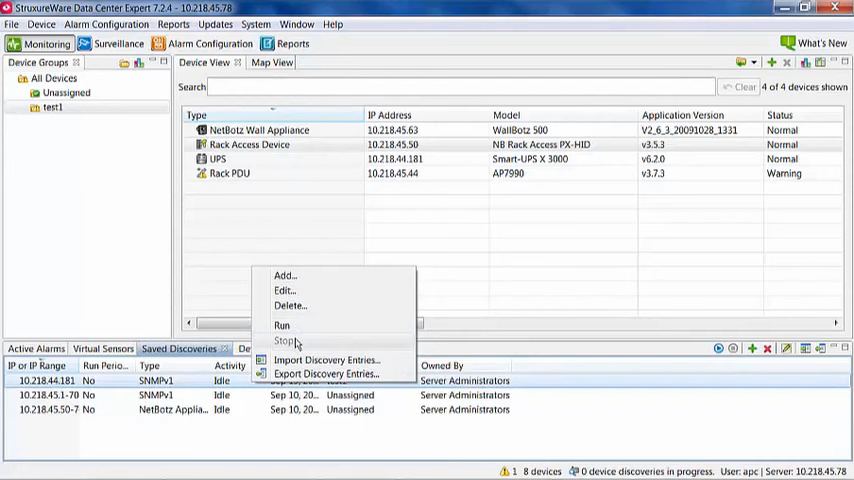 StruxureWare Data Center Expert 7.2.4 - 10.218.45.78
File Device Alarm Configuration Reports Updates System Window Help
Monitoring Surveillance Alarm Configuration Reports What's New
Device Groups Device View Map View
All Devices
Unassigned
test1
Search Clear 4 of 4 devices shown
Type IP Address Model Application Version Status
NetBotz Wall Appliance 10.218.45.63 WallBotz 500 V2_6_3_20091028_1331 Normal
Rack Access Device 10.218.45.50 NB Rack Access PX-HID v3.5.3 Normal
UPS 10.218.44.181 Smart-UPS X 3000 v6.2.0 Normal
Rack PDU 10.218.45.44 AP7990 v3.7.3 Warning
Add...
Edit...
Delete...
Run
Stop
Import Discovery Entries...
Export Discovery Entries...
Active Alarms Virtual Sensors Saved Discoveries
IP or IP Range Run Perio... Type Activity Owned By
10.218.44.181 No SNMPv1 Idle Server Administrators
10.218.45.1-70 No SNMPv1 Idle Sep 10, 20... Unassigned Server Administrators
10.218.45.50-7 No NetBotz Applia... Idle Sep 10, 20... Unassigned Server Administrators
1 8 devices 0 device discoveries in progress. User: apc | Server: 10.218.45.78